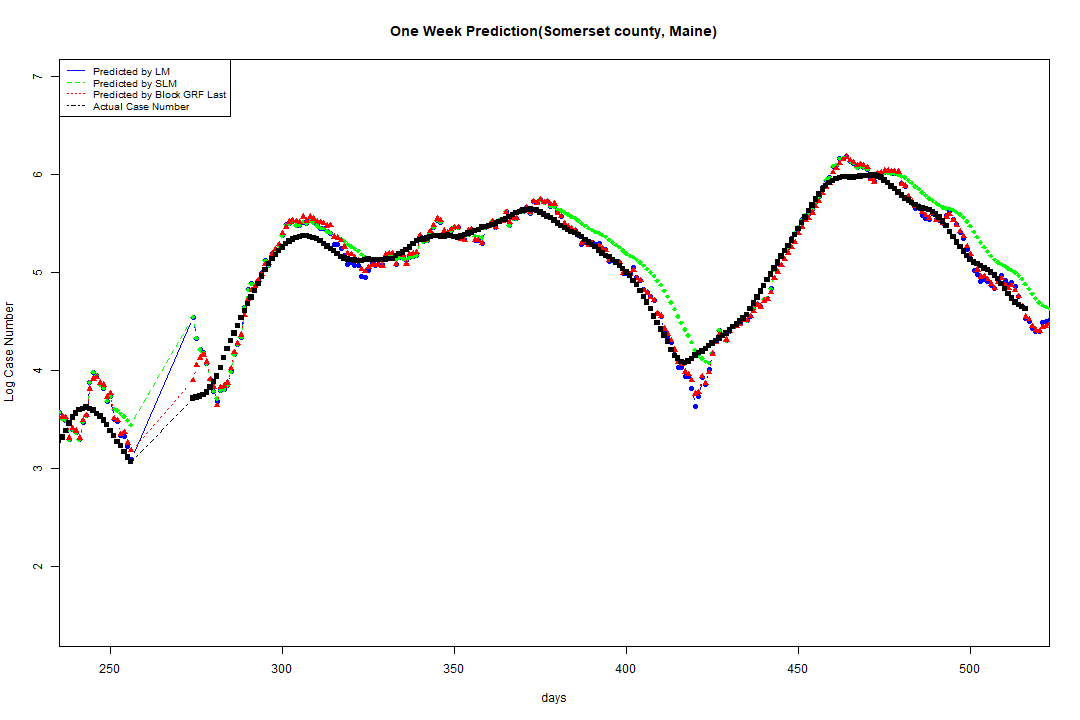 One Week Prediction(Somerset county, Maine)
Predicted by LM
Predicted by SLM
Predicted by Block GRF Last
Actual Case Number
7
6
5
4
3
2
Log Case Number
250 300 350 400 450 500
days